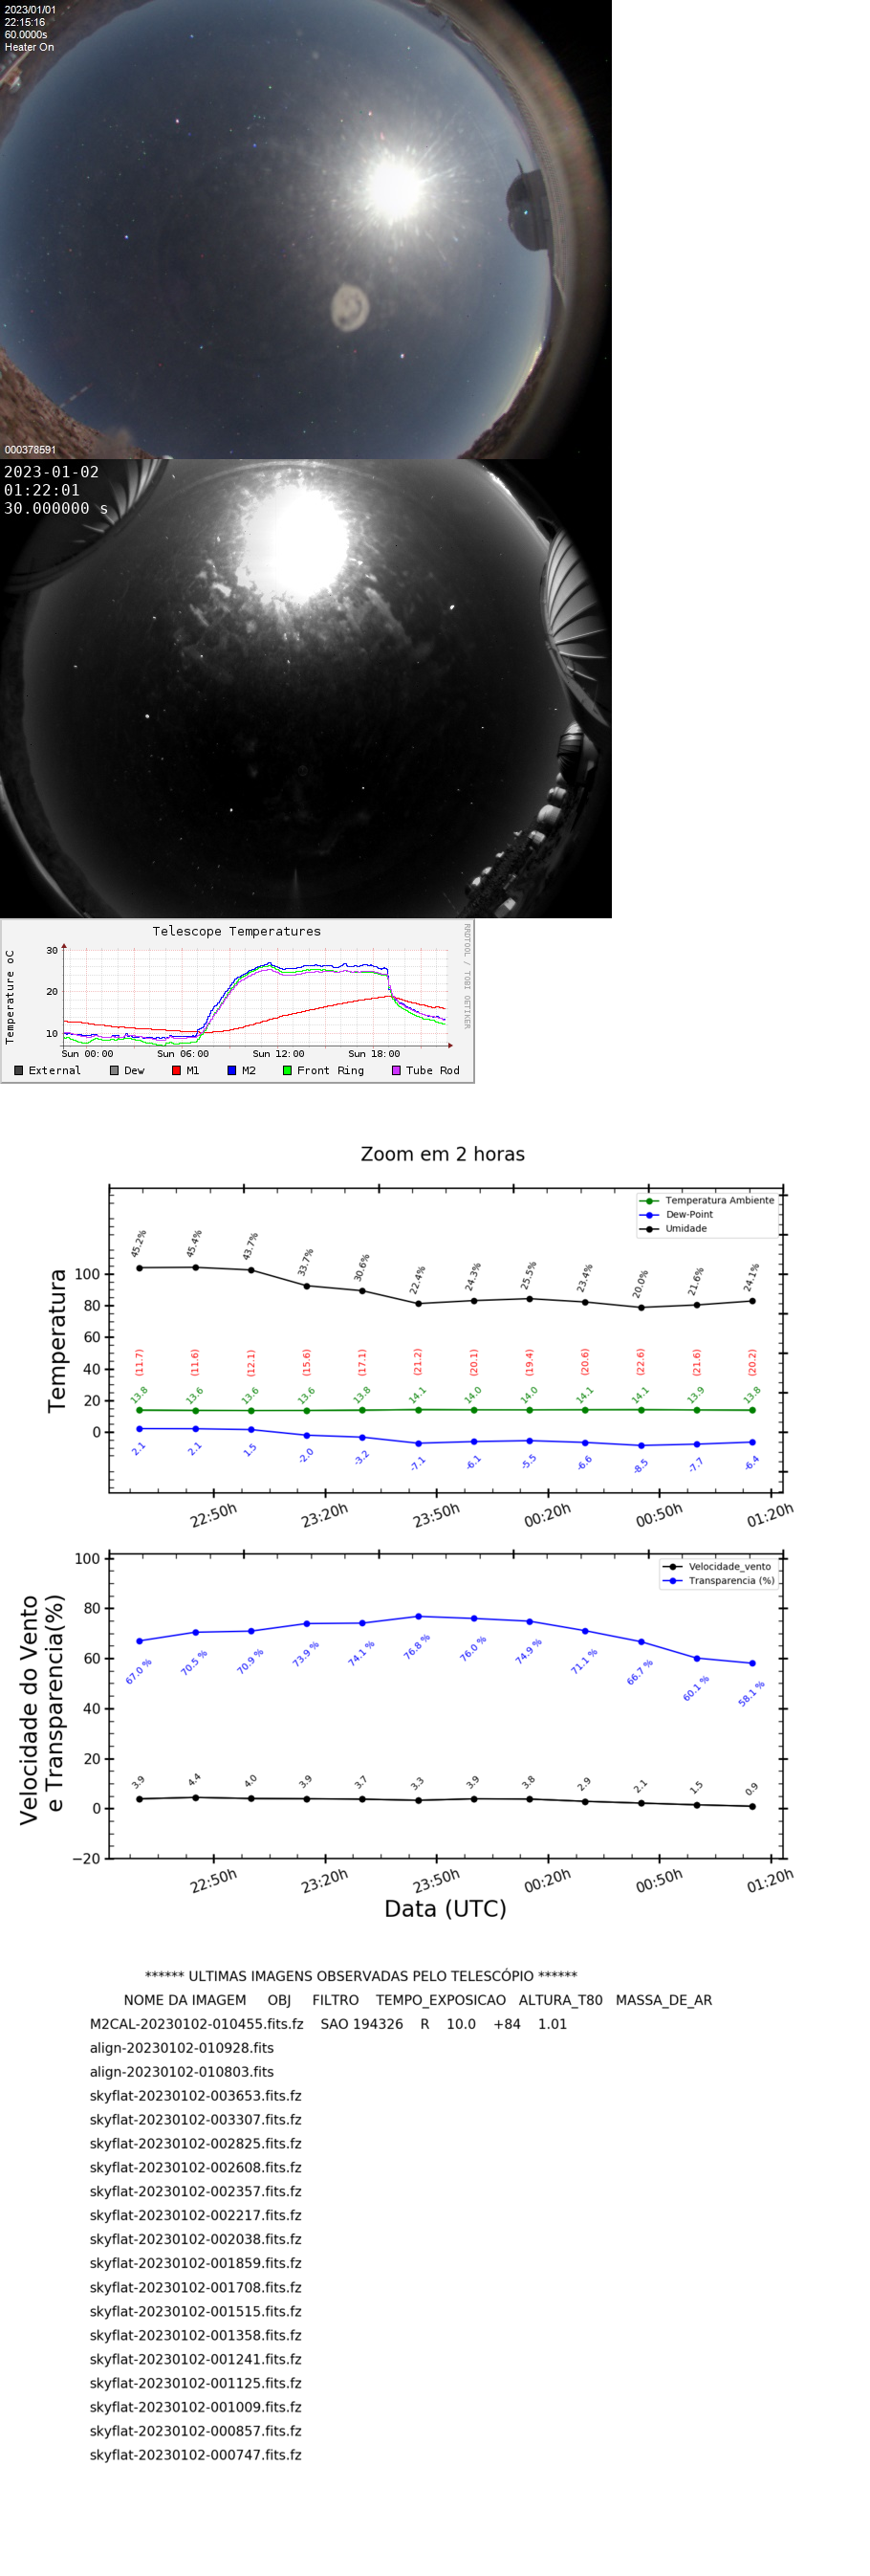 2023/01/01
22:15:16
60.0000s
Heater On
000378591
2023-01-02
01:22:01
30.000000 s
Telescope Temperatures
RRDTOOL / TOBI OETIKER
Temperature oC
30
20
10
Sun 00:00 Sun 06:00 Sun 12:00 Sun 18:00
External Dew M1 M2 Front Ring Tube Rod
Zoom em 2 horas
Temperatura Ambiente
Dew-Point
Umidade
Temperatura
45.2% 45.4% 43.7% 33.7% 30.6% 22.4% 24.3% 25.5% 23.4% 20.0% 21.6% 24.1%
100
80
60
40
20
0
(11.7) (11.6) (12.1) (15.6) (17.1) (21.2) (20.1) (19.4) (20.6) (22.6) (21.6) (20.2)
13.8 13.6 13.6 13.6 13.8 14.1 14.0 14.0 14.1 14.1 13.9 13.8
2.1 2.1 1.5 -2.0 -3.2 -7.1 -6.1 -5.5 -6.6 -8.5 -7.7 -6.4
22:50h 23:20h 23:50h 00:20h 00:50h 01:20h
Velocidade_vento
Transparencia (%)
Velocidade do Vento
e Transparencia(%)
100
80
60
40
20
0
−20
67.0 % 70.5 % 70.9 % 73.9 % 74.1 % 76.8 % 76.0 % 74.9 % 71.1 % 66.7 % 60.1 % 58.1 %
3.9 4.4 4.0 3.9 3.7 3.3 3.9 3.8 2.9 2.1 1.5 0.9
22:50h 23:20h 23:50h 00:20h 00:50h 01:20h
Data (UTC)
****** ULTIMAS IMAGENS OBSERVADAS PELO TELESCÓPIO ******
NOME DA IMAGEM OBJ FILTRO TEMPO_EXPOSICAO ALTURA_T80 MASSA_DE_AR
M2CAL-20230102-010455.fits.fz SAO 194326 R 10.0 +84 1.01
align-20230102-010928.fits
align-20230102-010803.fits
skyflat-20230102-003653.fits.fz
skyflat-20230102-003307.fits.fz
skyflat-20230102-002825.fits.fz
skyflat-20230102-002608.fits.fz
skyflat-20230102-002357.fits.fz
skyflat-20230102-002217.fits.fz
skyflat-20230102-002038.fits.fz
skyflat-20230102-001859.fits.fz
skyflat-20230102-001708.fits.fz
skyflat-20230102-001515.fits.fz
skyflat-20230102-001358.fits.fz
skyflat-20230102-001241.fits.fz
skyflat-20230102-001125.fits.fz
skyflat-20230102-001009.fits.fz
skyflat-20230102-000857.fits.fz
skyflat-20230102-000747.fits.fz